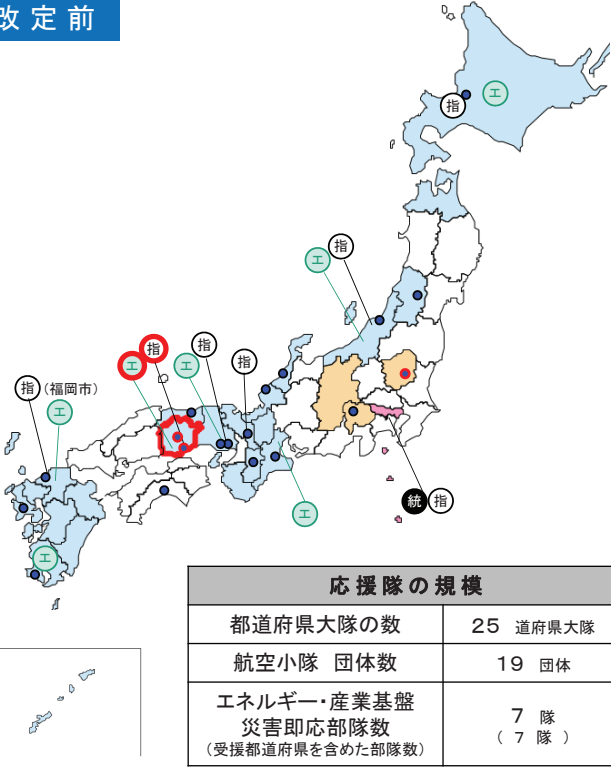 改定前
指
エ
エ
指
指
エ
指
エ
指
指(福岡市)
エ
エ
統
指
エ
応援隊の規模
都道府県大隊の数
25 道府県大隊
航空小隊 団体数
19 団体
エネルギー・産業基盤
災害即応部隊数
(受援都道府県を含めた部隊数)
7 隊
( 7 隊 )